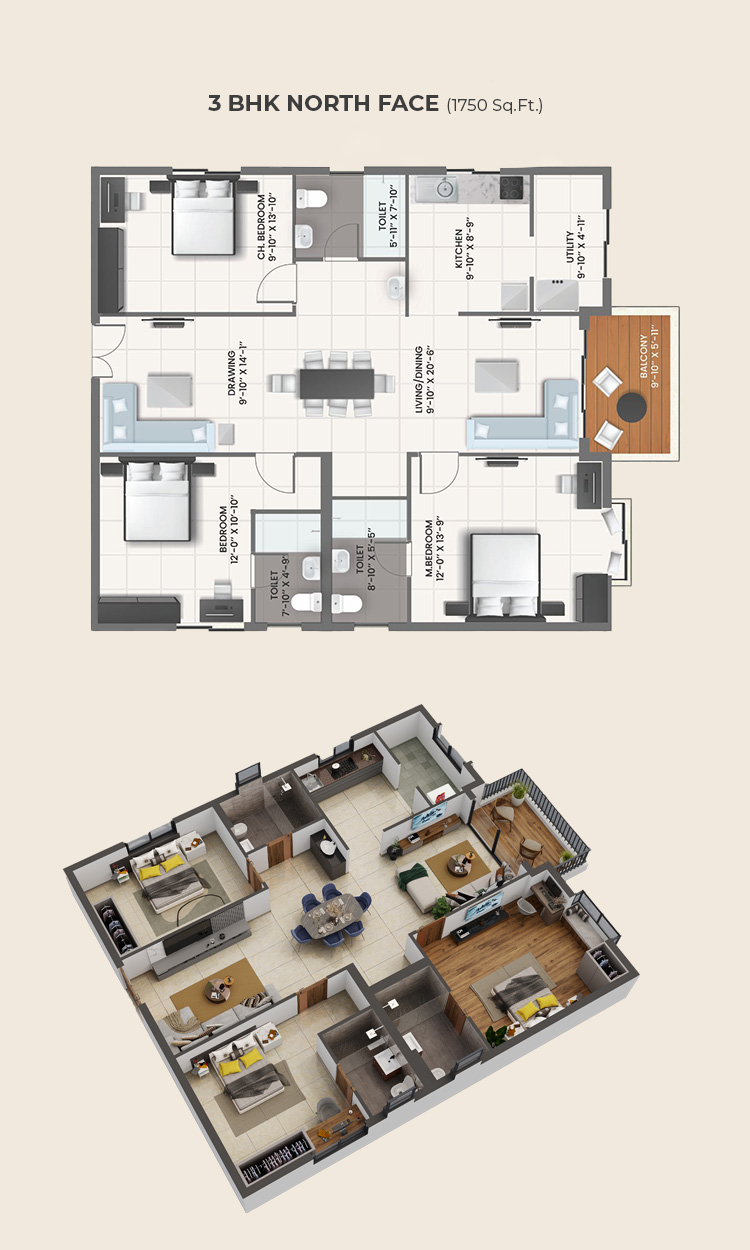 3 BHK NORTH FACE (1750 Sq.Ft.)
CH. BEDROOM
9'-10" X 13'-10"
TOILET
5'-11" X 7'-10"
KITCHEN
9'-10" X 8'-9"
UTILITY
9'-10" X 4'-11"
DRAWING
9'-10" X 14'-1"
LIVING/DINING
9'-10" X 20'-6"
BALCONY
9'-10" X 5'-11"
BEDROOM
12'-0" X 10'-10"
TOILET
7'-10" X 4'-9'
TOILET
8'-10" X 5'-5"
M.BEDROOM
12'-0" X 13'-9"